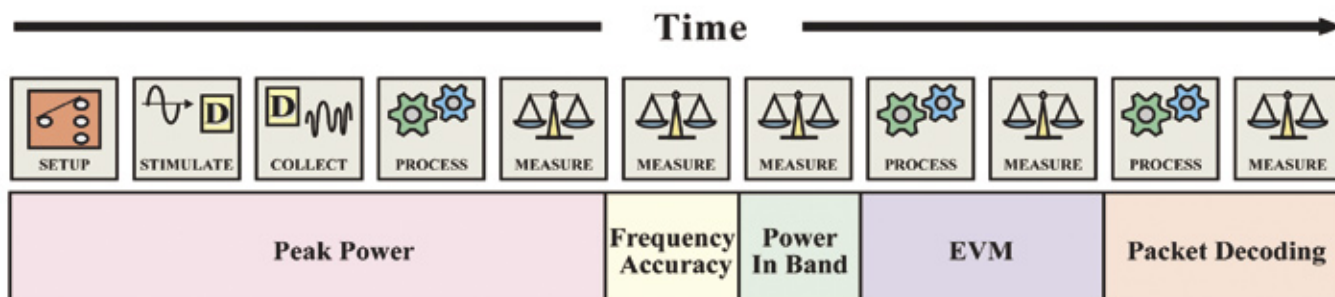 Time
D
D
SETUP
STIMULATE
COLLECT
PROCESS
MEASURE
MEASURE
MEASURE
PROCESS
MEASURE
PROCESS
MEASURE
Peak Power
Frequency
Accuracy
Power
In Band
EVM
Packet Decoding